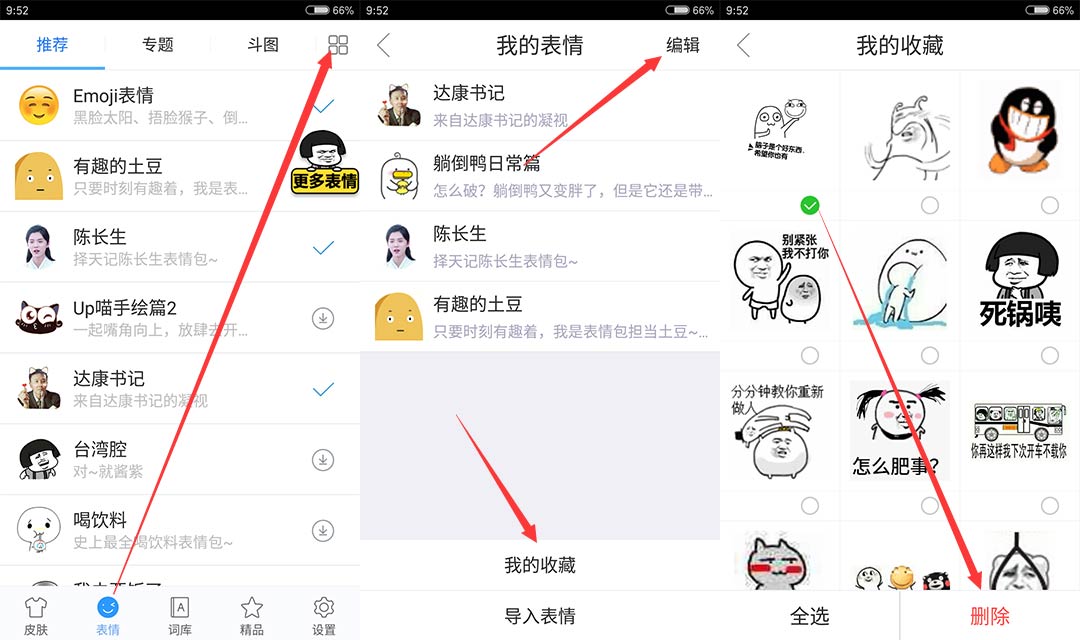 9:52
66%
推荐
专题
斗图
Emoji表情
黑脸太阳、捂脸猴子、倒...
有趣的土豆
只要时刻有趣着，我是表...
更多表情
陈长生
择天记陈长生表情包~
Up喵手绘篇2
一起嘴角向上，放肆去开...
达康书记
来自达康书记的凝视
台湾腔
对~就酱紫
喝饮料
史上最全喝饮料表情包~
皮肤
表情
词库
精品
设置
9:52
66%
我的表情
编辑
达康书记
来自达康书记的凝视
躺倒鸭日常篇
怎么破？躺倒鸭又变胖了，但是它还是带...
陈长生
择天记陈长生表情包~
有趣的土豆
只要时刻有趣着，我是表情包担当土豆~...
我的收藏
导入表情
9:52
66%
我的收藏
脑子是个好东西，
希望你也有
别紧张
我不打你
死锅咦
分分钟教你重新
做人
怎么肥事？
你再这样我下次开车不载你
全选
删除